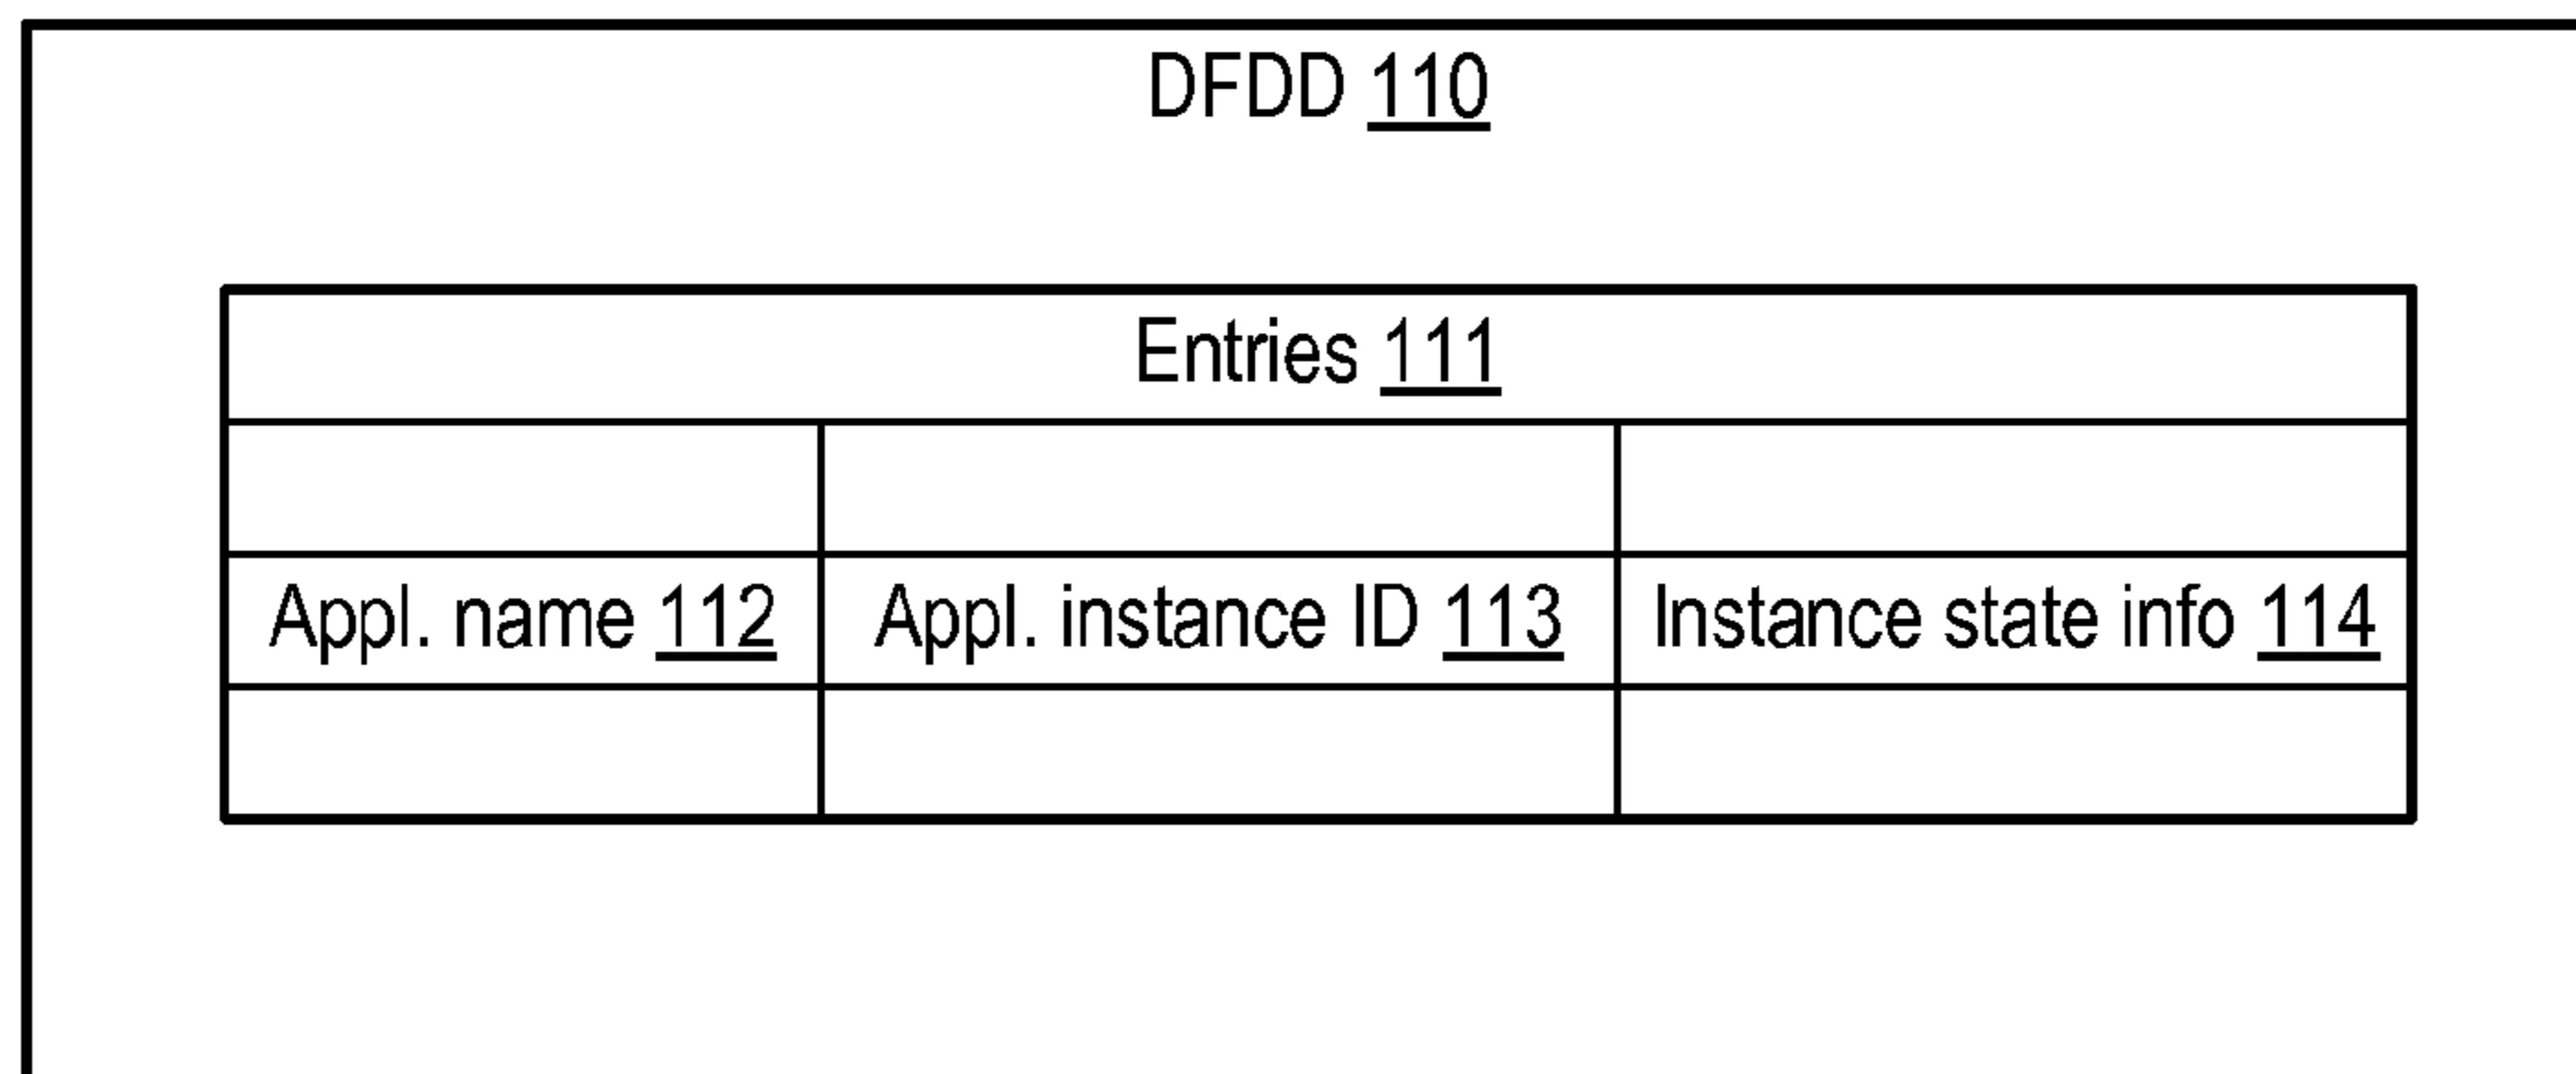 DFDD 110
Entries 111
Appl. name 112 Appl. instance ID 113 Instance state info 114